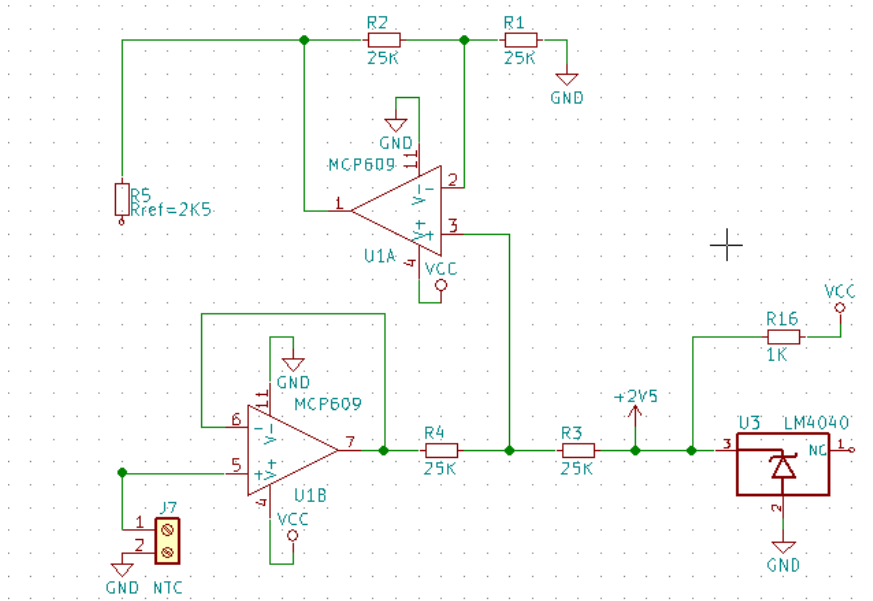 R2
R1
25K
25K
GND
GND
11
MCP609
V-
2
1
3
V+
+
R5
Rref=2K5
U1A
4
VCC
VCC
R16
1K
GND
11
MCP609
6
V-
7
5
+
V+
R4
25K
R3
25K
+2V5
U3
LM4040
3
NC
1
2
GND
U1B
4
VCC
J7
1
2
GND
NTC